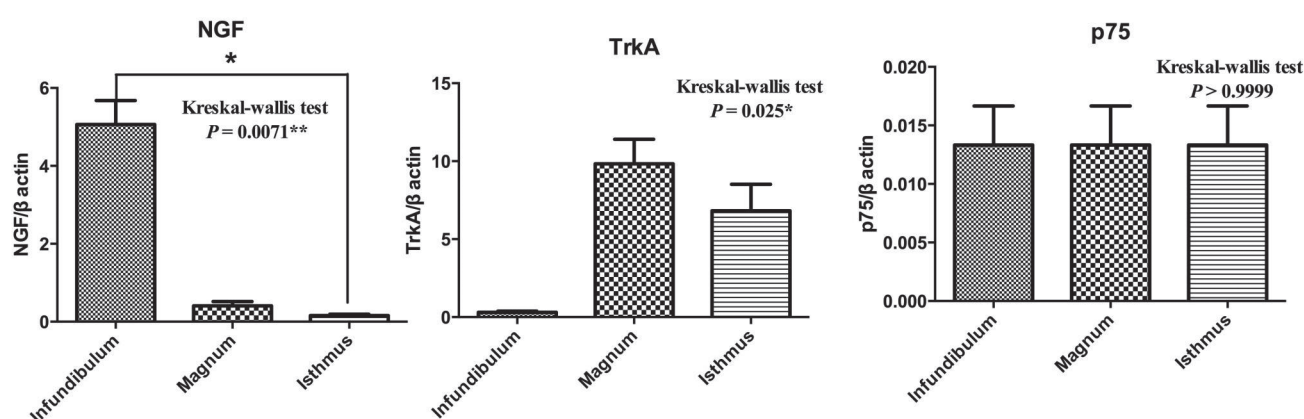 NGF
*
Kreskal-wallis test
P = 0.0071**
NGF/β actin
6
4
2
0
Infundibulum
Magnum
Isthmus
TrkA
Kreskal-wallis test
P = 0.025*
TrkA/β actin
15
10
5
0
Infundibulum
Magnum
Isthmus
p75
Kreskal-wallis test
P > 0.9999
p75/β actin
0.020
0.015
0.010
0.005
0.000
Infundibulum
Magnum
Isthmus